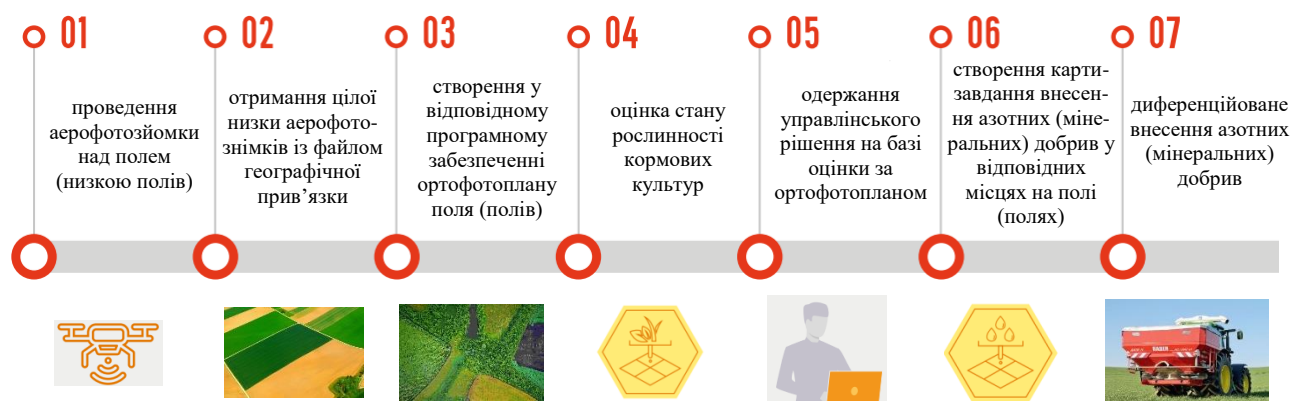 01
проведення
аерофотозйомки
над полем
(низкою полів)
02
отримання цілої
низки аерофото-
знімків із файлом
географічної
прив’язки
03
створення у
відповідному
програмному
забезпеченні
ортофотоплану
поля (полів)
04
оцінка стану
рослинності
кормових
культур
05
одержання
управлінського
рішення на базі
оцінки за
ортофотопланом
06
створення карти-
завдання внесен-
ня азотних (міне-
ральних) добрив у
відповідних
місцях на полі
(полях)
07
диференційоване
внесення азотних
(мінеральних)
добрив